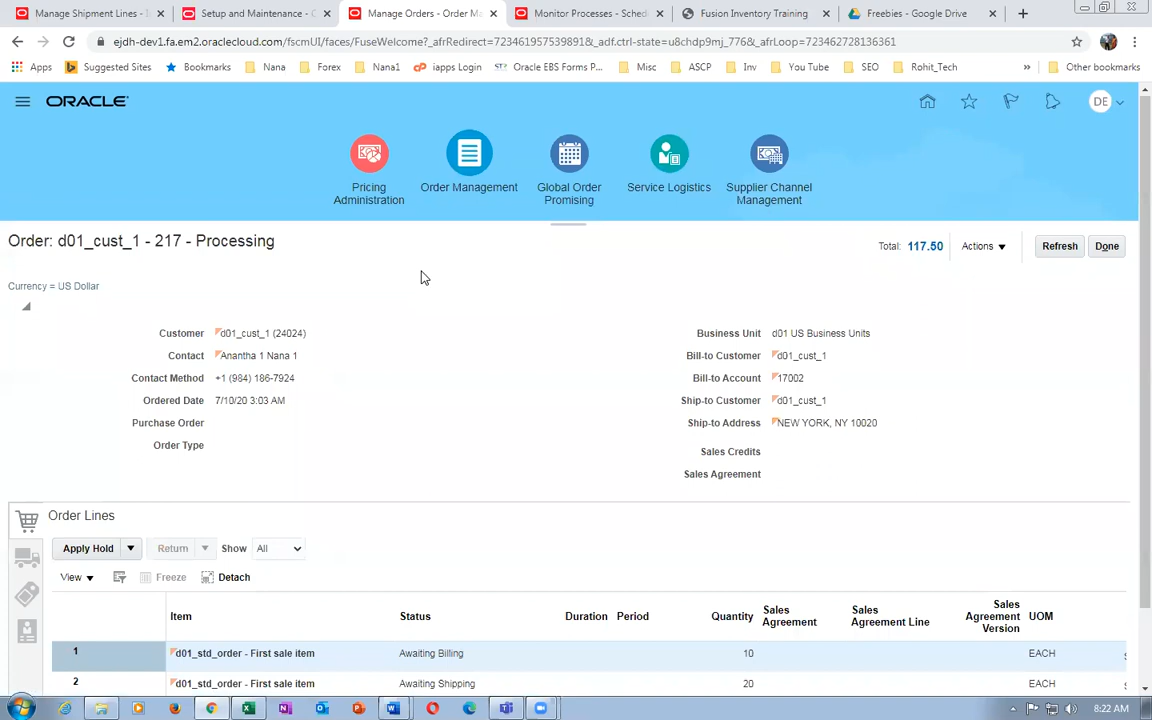 Manage Shipment Lines - I
Setup and Maintenance - O
Manage Orders - Order Ma
Monitor Processes - Sched
Fusion Inventory Training
Freebies - Google Drive
ejdh-dev1.fa.em2.oraclecloud.com/fscmUI/faces/FuseWelcome?_afrRedirect=7234619575398918&_adf.ctrl-state=u8chdp9mj_776&_afrLoop=723462728136361
Apps
Suggested Sites
Bookmarks
Nana
Forex
Nana1
iapps Login
Oracle EBS Forms P...
Misc
ASCP
Inv
You Tube
SEO
Rohit_Tech
»
Other bookmarks
ORACLE
DE
Pricing Administration
Order Management
Global Order Promising
Service Logistics
Supplier Channel Management
Order: d01_cust_1 - 217 - Processing
Total: 117.50
Actions
Refresh
Done
Currency = US Dollar
Customer d01_cust_1 (24024)
Contact Anantha 1 Nana 1
Contact Method +1 (984) 186-7924
Ordered Date 7/10/20 3:03 AM
Purchase Order
Order Type
Business Unit d01 US Business Units
Bill-to Customer d01_cust_1
Bill-to Account 17002
Ship-to Customer d01_cust_1
Ship-to Address NEW YORK, NY 10020
Sales Credits
Sales Agreement
Order Lines
Apply Hold Return Show All
View Freeze Detach
Item Status Duration Period Quantity Sales Agreement Sales Agreement Line Sales Agreement Version UOM
1 d01_std_order - First sale item Awaiting Billing 10 EACH
2 d01_std_order - First sale item Awaiting Shipping 20 EACH
8:22 AM